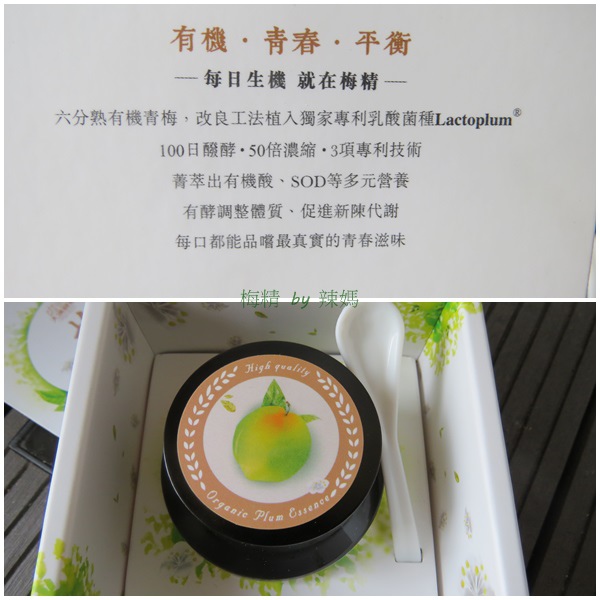 有機·青春·平衡
每日生機 就在梅精
六分熟有機青梅，改良工法植入獨家專利乳酸菌種Lactoplum®
100日醱酵·50倍濃縮·3項專利技術
菁萃出有機酸、SOD等多元營養
有酵調整體質、促進新陳代謝
每口都能品嚐最真實的青春滋味
梅精 by 辣媽
High quality
Organic Plum Essence